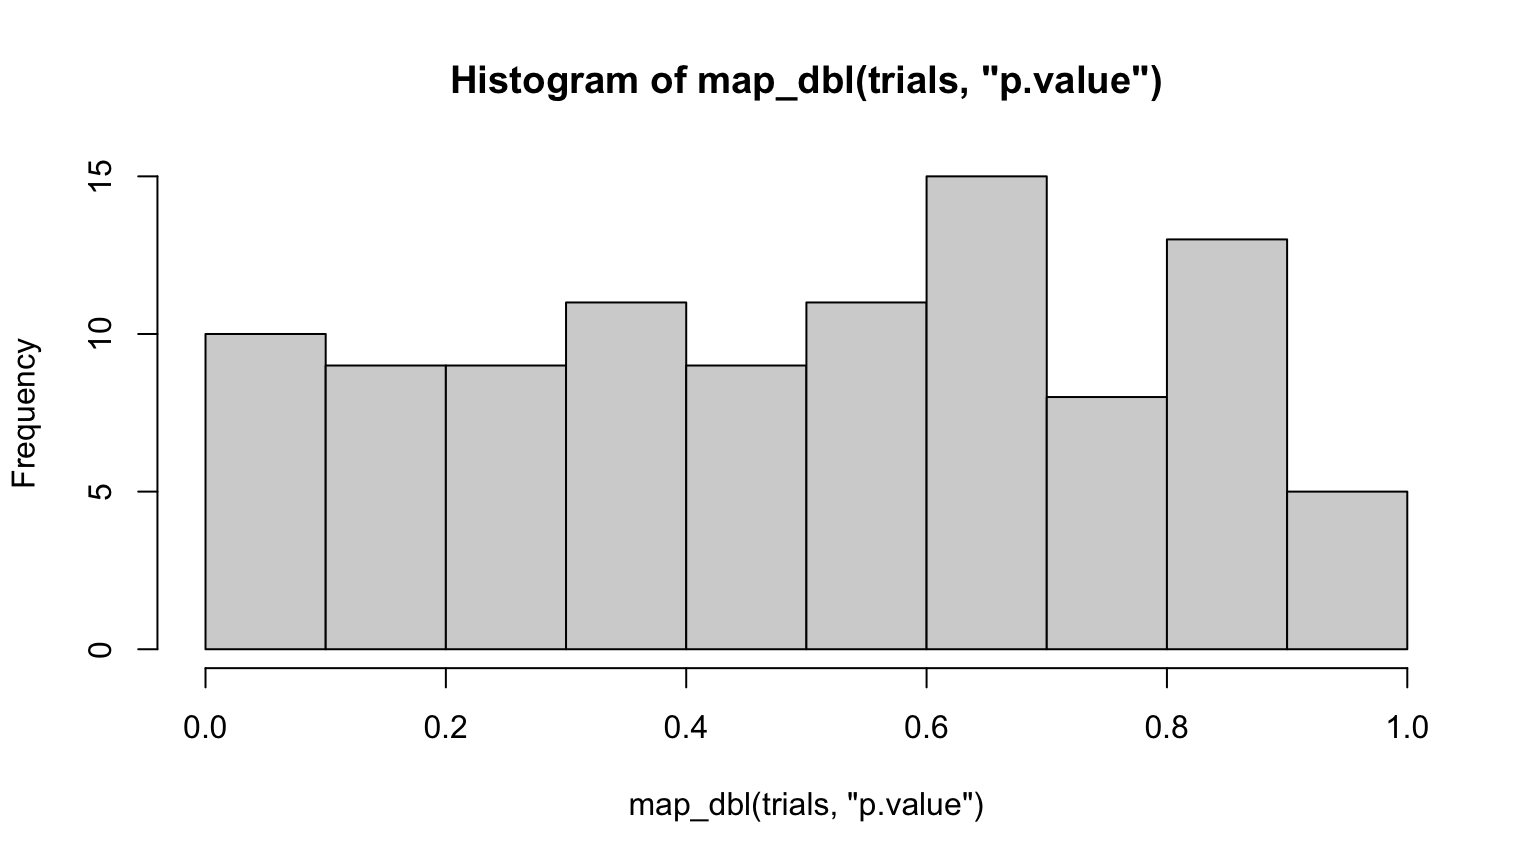 Histogram of map_dbl(trials, "p.value")
Frequency
15
10
5
0
0.0 0.2 0.4 0.6 0.8 1.0
map_dbl(trials, "p.value")